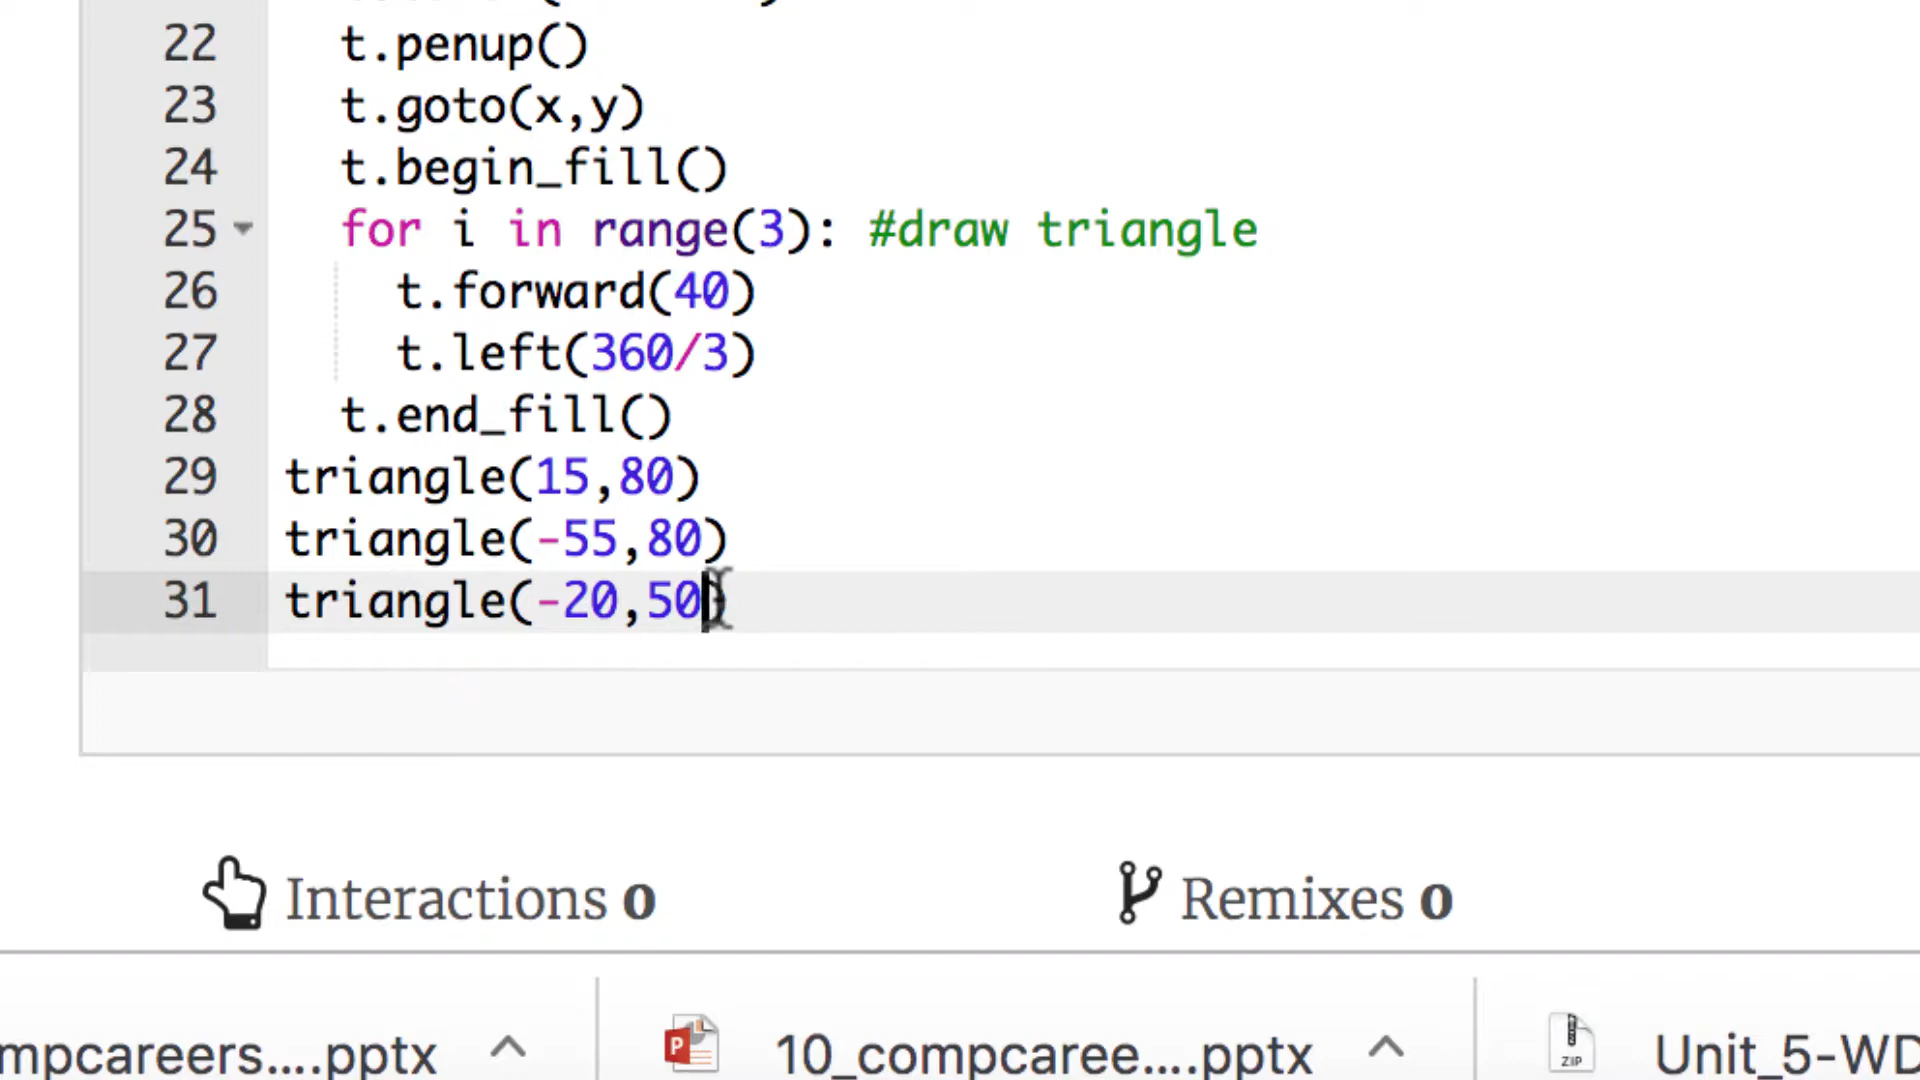 22 t.penup()
23 t.goto(x,y)
24 t.begin_fill()
25 for i in range(3): #draw triangle
26 t.forward(40)
27 t.left(360/3)
28 t.end_fill()
29 triangle(15,80)
30 triangle(-55,80)
31 triangle(-20,50)
Interactions 0
Remixes 0
mpcareers....pptx
P 10_compcaree....pptx
ZIP Unit_5-WD